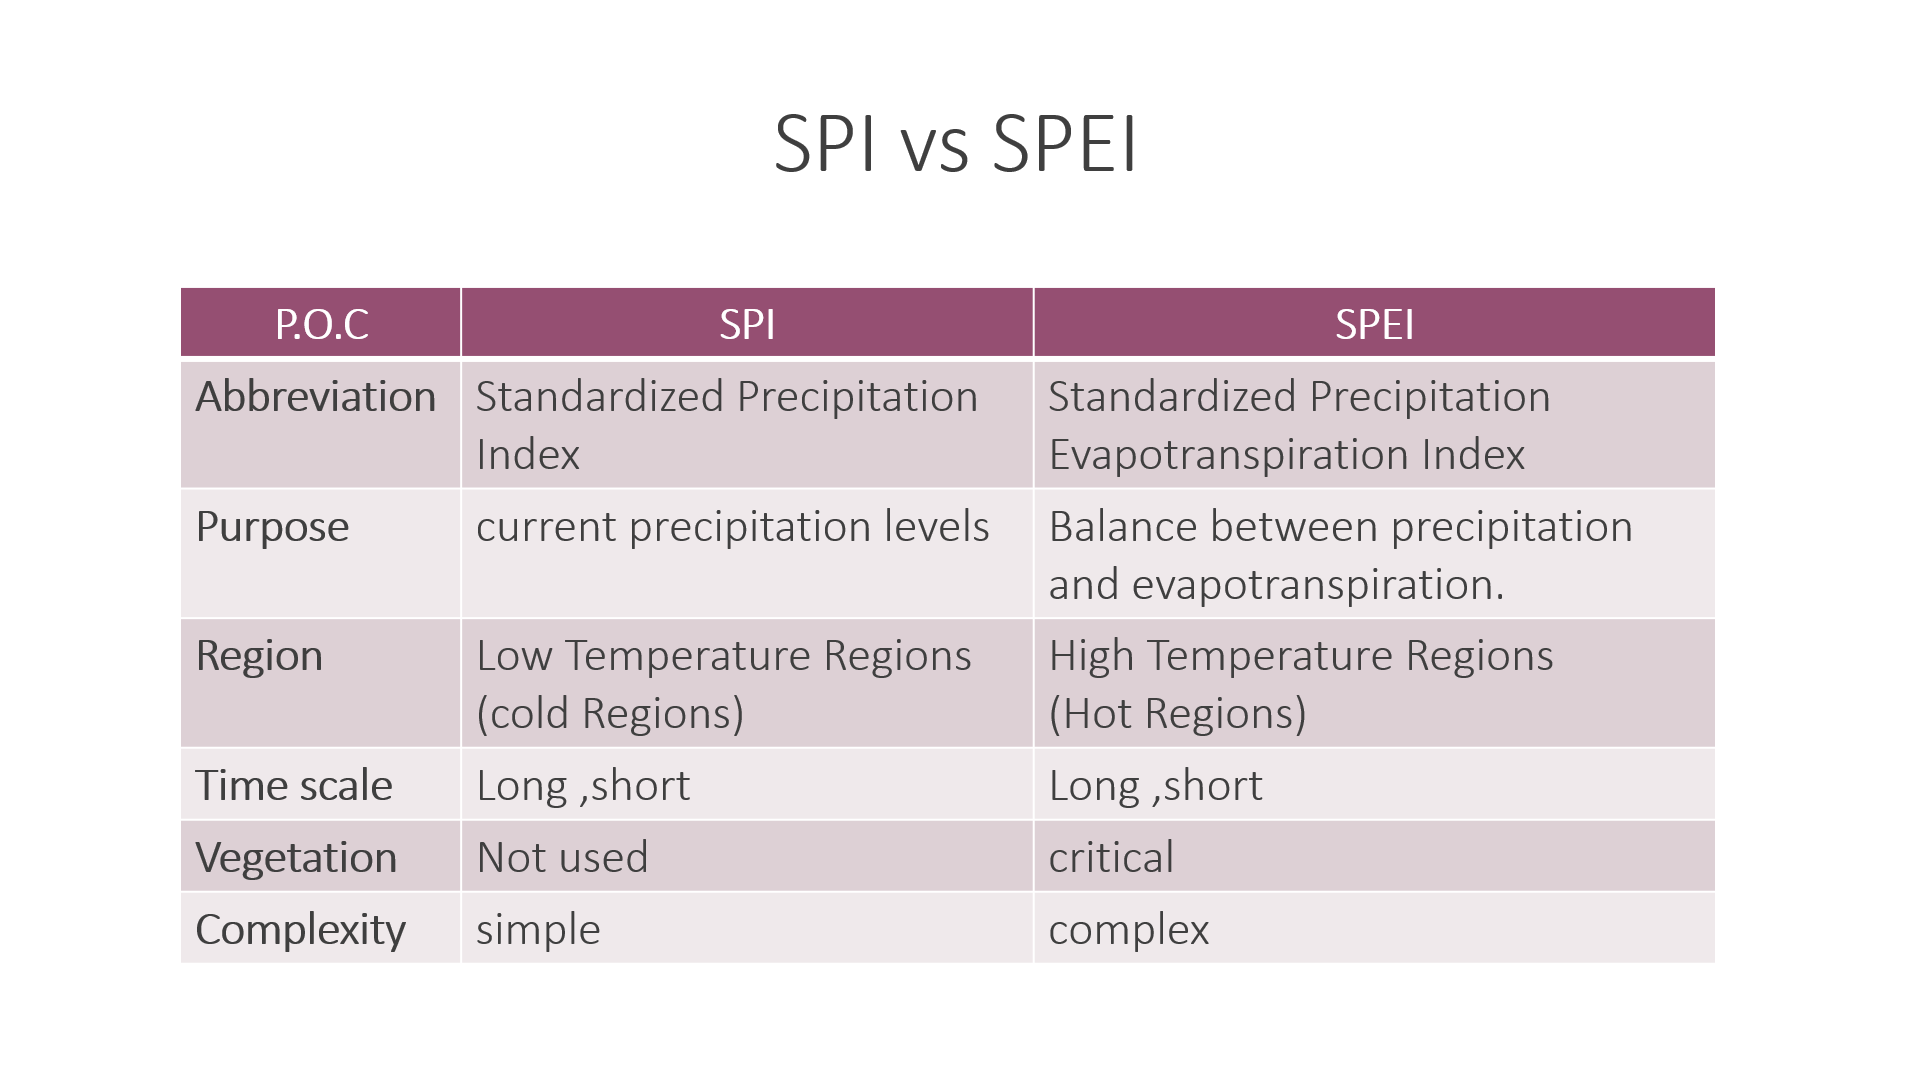 SPI vs SPEI
P.O.C SPI SPEI
Abbreviation Standardized Precipitation Standardized Precipitation
Index Evapotranspiration Index
Purpose current precipitation levels Balance between precipitation
and evapotranspiration.
Region Low Temperature Regions High Temperature Regions
(cold Regions) (Hot Regions)
Time scale Long ,short Long ,short
Vegetation Not used critical
Complexity simple complex